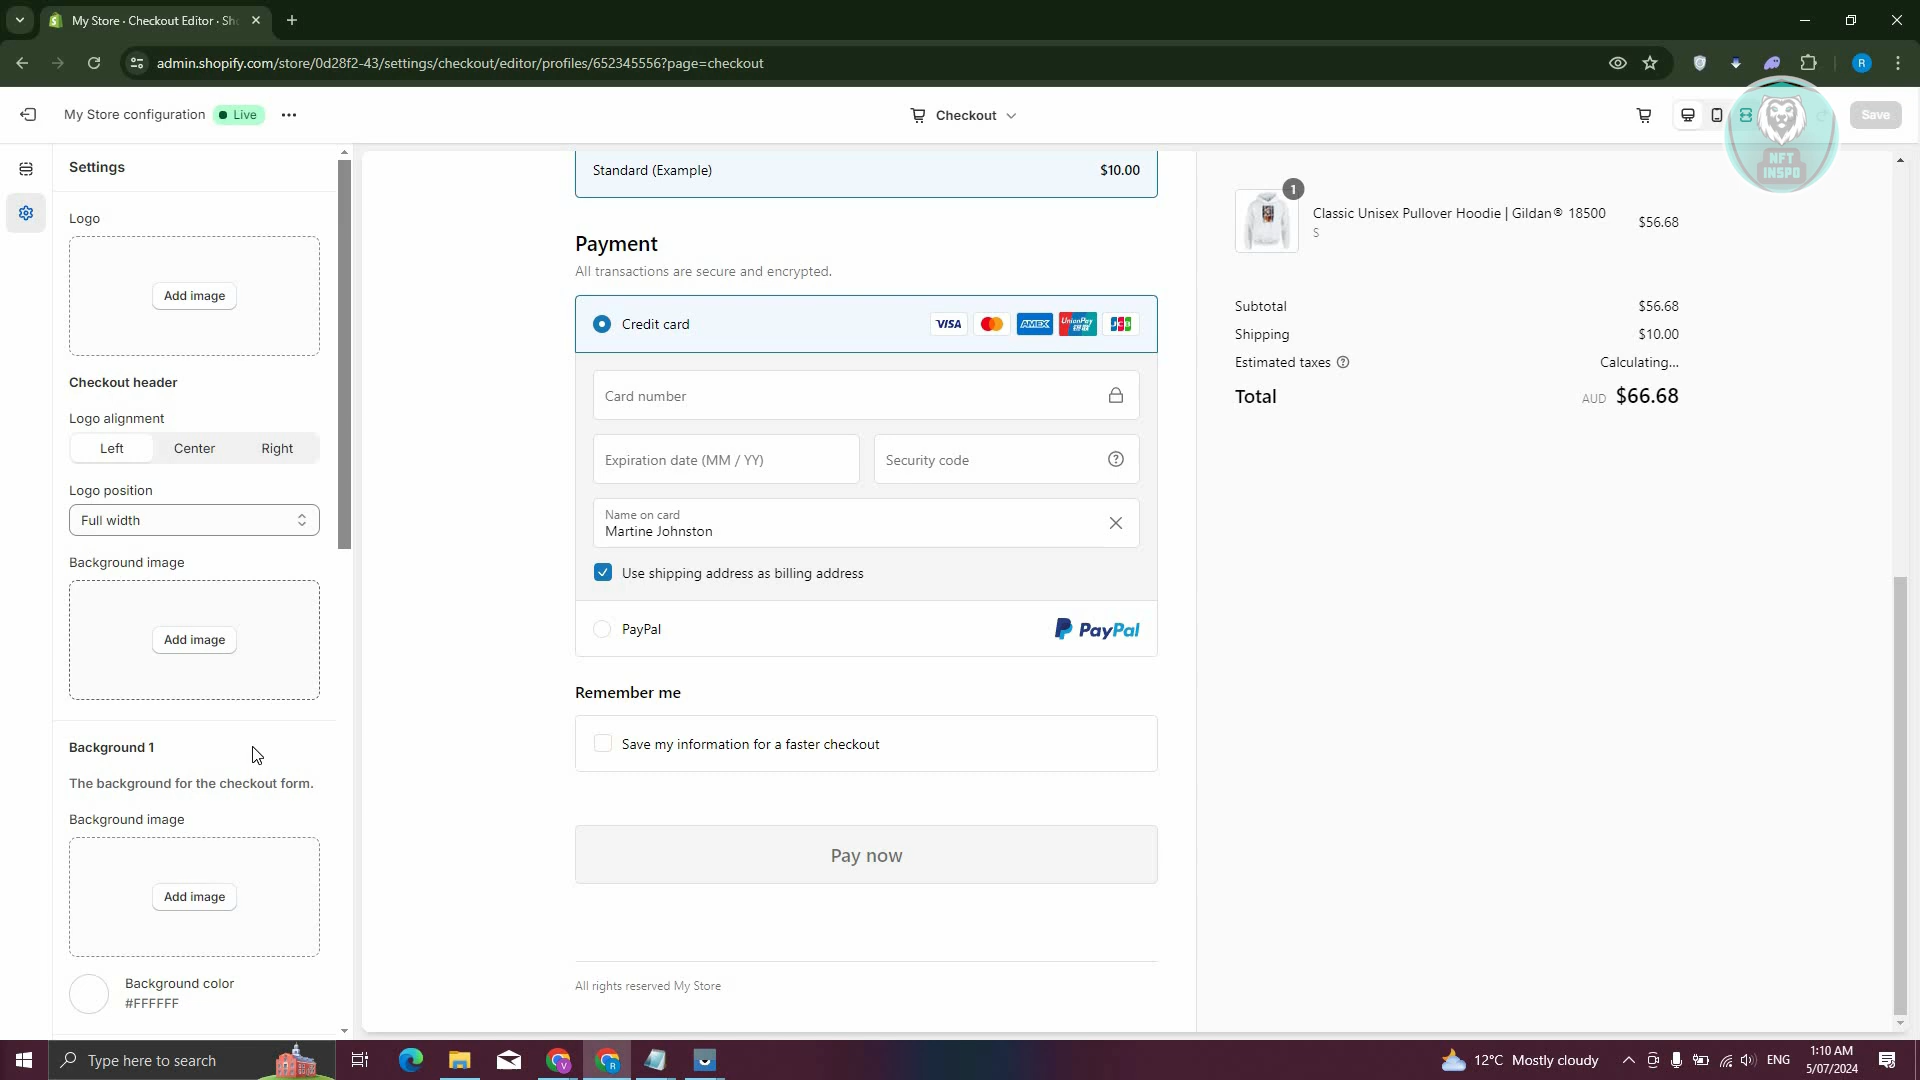 My Store · Checkout Editor · Sh
admin.shopify.com/store/0d28f2-43/settings/checkout/editor/profiles/652345556?page=checkout
R
My Store configuration
Live
Checkout
Save
NFT
INSPO
Settings
Logo
Add image
Checkout header
Logo alignment
Left
Center
Right
Logo position
Full width
Background image
Add image
Background 1
The background for the checkout form.
Background image
Add image
Background color
#FFFFFF
Standard (Example)
$10.00
Payment
All transactions are secure and encrypted.
Credit card
VISA
AMEX
UnionPay
银联
JCB
Card number
Expiration date (MM / YY)
Security code
Name on card
Martine Johnston
Use shipping address as billing address
PayPal
PayPal
Remember me
Save my information for a faster checkout
Pay now
All rights reserved My Store
1
Classic Unisex Pullover Hoodie | Gildan® 18500
S
$56.68
Subtotal
$56.68
Shipping
$10.00
Estimated taxes
Calculating...
Total
AUD $66.68
Type here to search
V
R
12°C Mostly cloudy
ENG
1:10 AM
5/07/2024